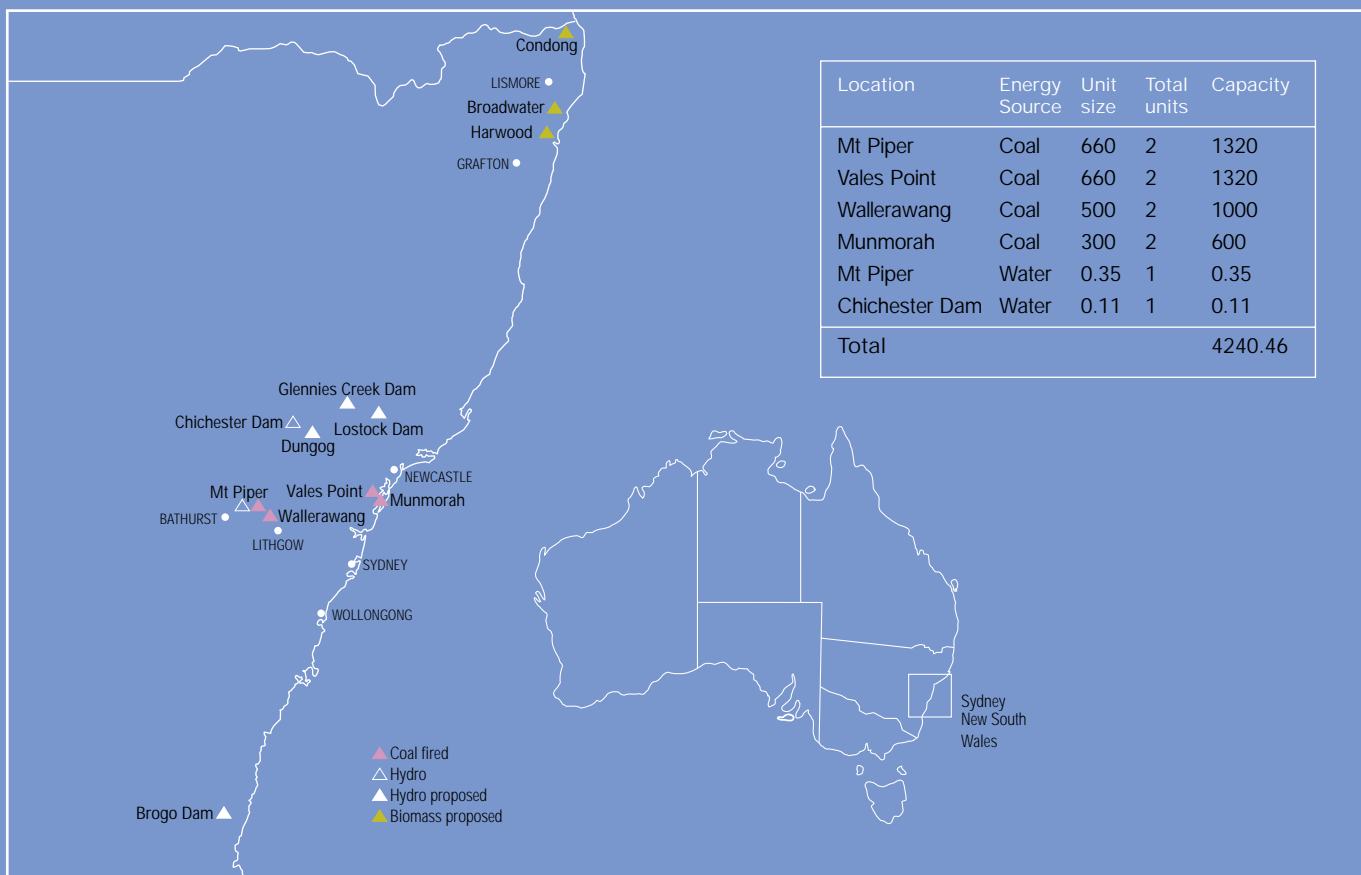 Condong
LISMORE
Broadwater
Harwood
GRAFTON
Location Energy Source Unit size Total units Capacity
Mt Piper Coal 660 2 1320
Vales Point Coal 660 2 1320
Wallerawang Coal 500 2 1000
Munmorah Coal 300 2 600
Mt Piper Water 0.35 1 0.35
Chichester Dam Water 0.11 1 0.11
Total 4240.46
Glennies Creek Dam
Chichester Dam
Lostock Dam
Dungog
NEWCASTLE
Mt Piper
Vales Point
Munmorah
BATHURST
Wallerawang
LITHGOW
SYDNEY
WOLLONGONG
Sydney
New South
Wales
Coal fired
Hydro
Hydro proposed
Biomass proposed
Brogo Dam